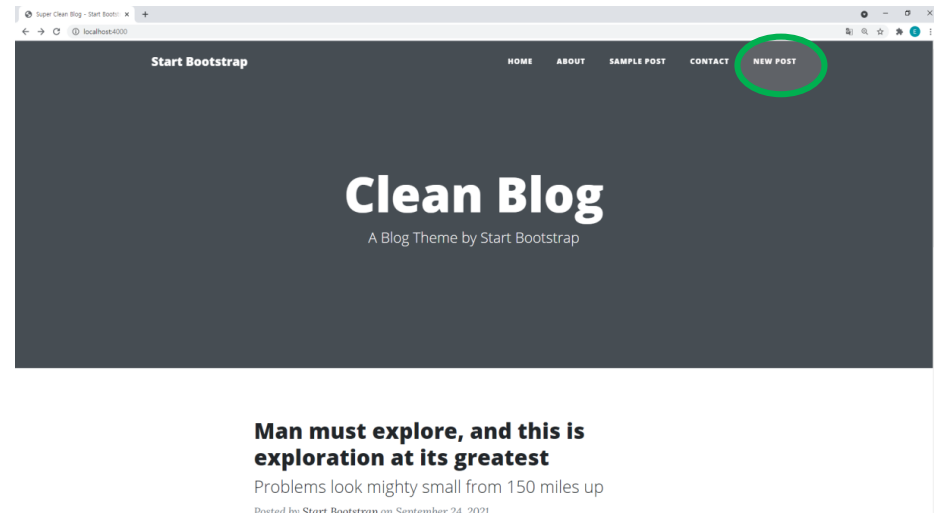 Super Clean Blog - Start Bootst
localhost:4000
E
Start Bootstrap
HOME ABOUT SAMPLE POST CONTACT NEW POST
Clean Blog
A Blog Theme by Start Bootstrap
Man must explore, and this is
exploration at its greatest
Problems look mighty small from 150 miles up
Posted by Start Bootstrap on September 24, 2021